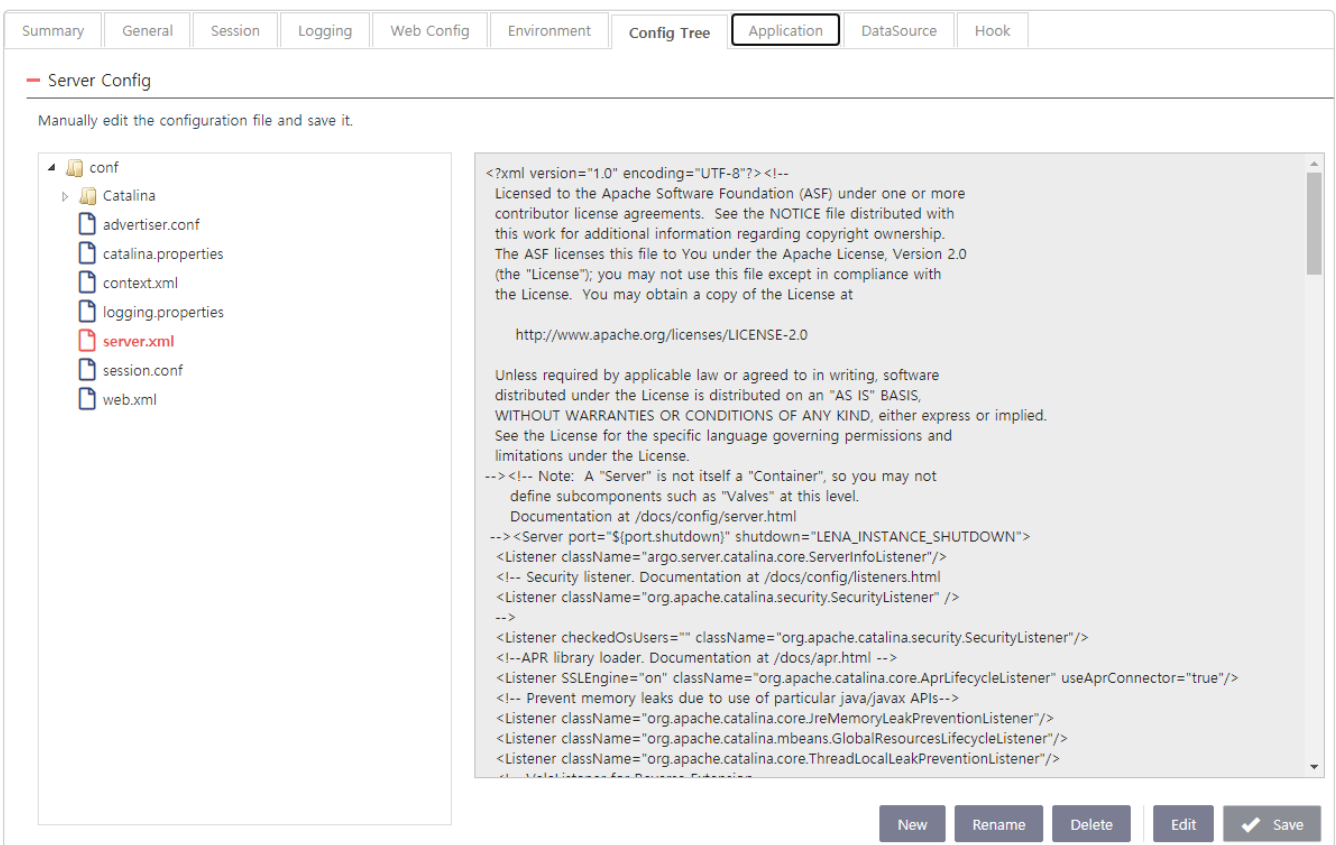 Summary General Session Logging Web Config Environment Config Tree Application DataSource Hook
Server Config
Manually edit the configuration file and save it.
conf
Catalina
advertiser.conf
catalina.properties
context.xml
logging.properties
server.xml
session.conf
web.xml
<?xml version="1.0" encoding="UTF-8"?><!--
Licensed to the Apache Software Foundation (ASF) under one or more
contributor license agreements.  See the NOTICE file distributed with
this work for additional information regarding copyright ownership.
The ASF licenses this file to You under the Apache License, Version 2.0
(the "License"); you may not use this file except in compliance with
the License.  You may obtain a copy of the License at
http://www.apache.org/licenses/LICENSE-2.0
Unless required by applicable law or agreed to in writing, software
distributed under the License is distributed on an "AS IS" BASIS,
WITHOUT WARRANTIES OR CONDITIONS OF ANY KIND, either express or implied.
See the License for the specific language governing permissions and
limitations under the License.
--><!-- Note:  A "Server" is not itself a "Container", so you may not
define subcomponents such as "Valves" at this level.
Documentation at /docs/config/server.html
--><Server port="${port.shutdown}" shutdown="LENA_INSTANCE_SHUTDOWN">
<Listener className="argo.server.catalina.core.ServerInfoListener"/>
<!-- Security listener. Documentation at /docs/config/listeners.html
<Listener className="org.apache.catalina.security.SecurityListener" />
-->
<Listener checkedOsUsers="" className="org.apache.catalina.security.SecurityListener"/>
<!--APR library loader. Documentation at /docs/apr.html -->
<Listener SSLEngine="on" className="org.apache.catalina.core.AprLifecycleListener" useAprConnector="true"/>
<!-- Prevent memory leaks due to use of particular java/javax APIs-->
<Listener className="org.apache.catalina.core.JreMemoryLeakPreventionListener"/>
<Listener className="org.apache.catalina.mbeans.GlobalResourcesLifecycleListener"/>
<Listener className="org.apache.catalina.core.ThreadLocalLeakPreventionListener"/>
New Rename Delete Edit Save